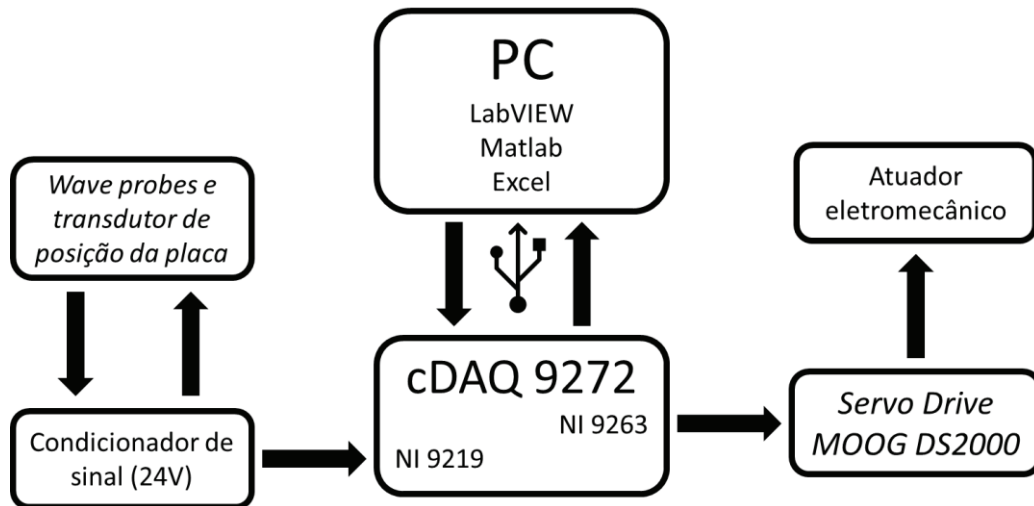 PC
LabVIEW
Matlab
Excel
Wave probes e
transdutor de
posição da placa
Atuador
eletromecânico
Condicionador de
sinal (24V)
cDAQ 9272
NI 9263
NI 9219
Servo Drive
MOOG DS2000